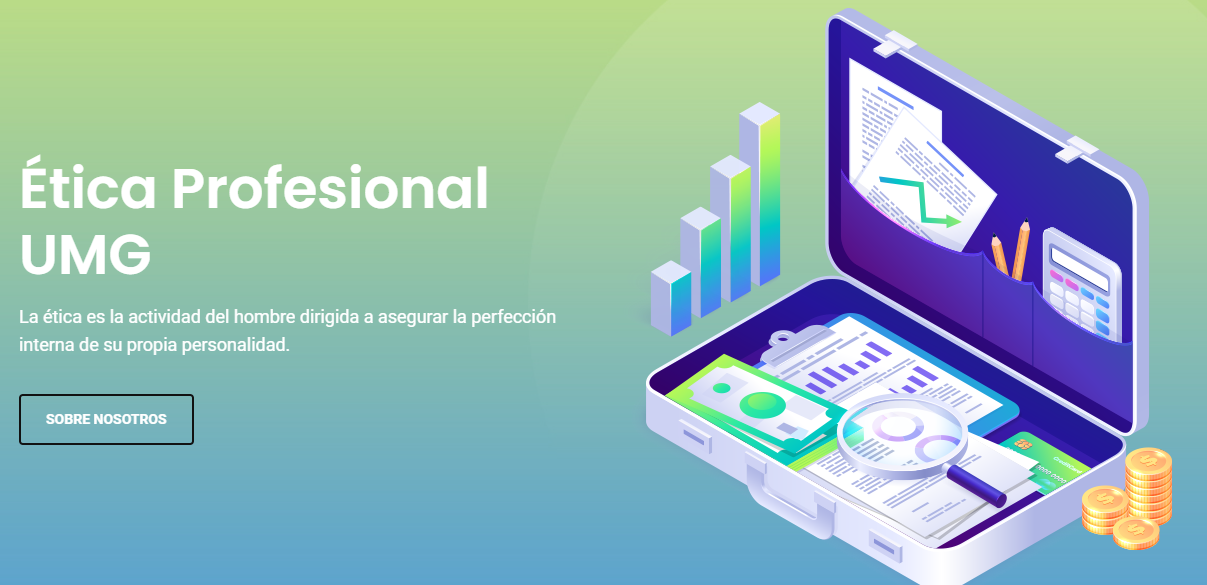 Ética Profesional
UMG
La ética es la actividad del hombre dirigida a asegurar la perfección
interna de su propia personalidad.
SOBRE NOSOTROS